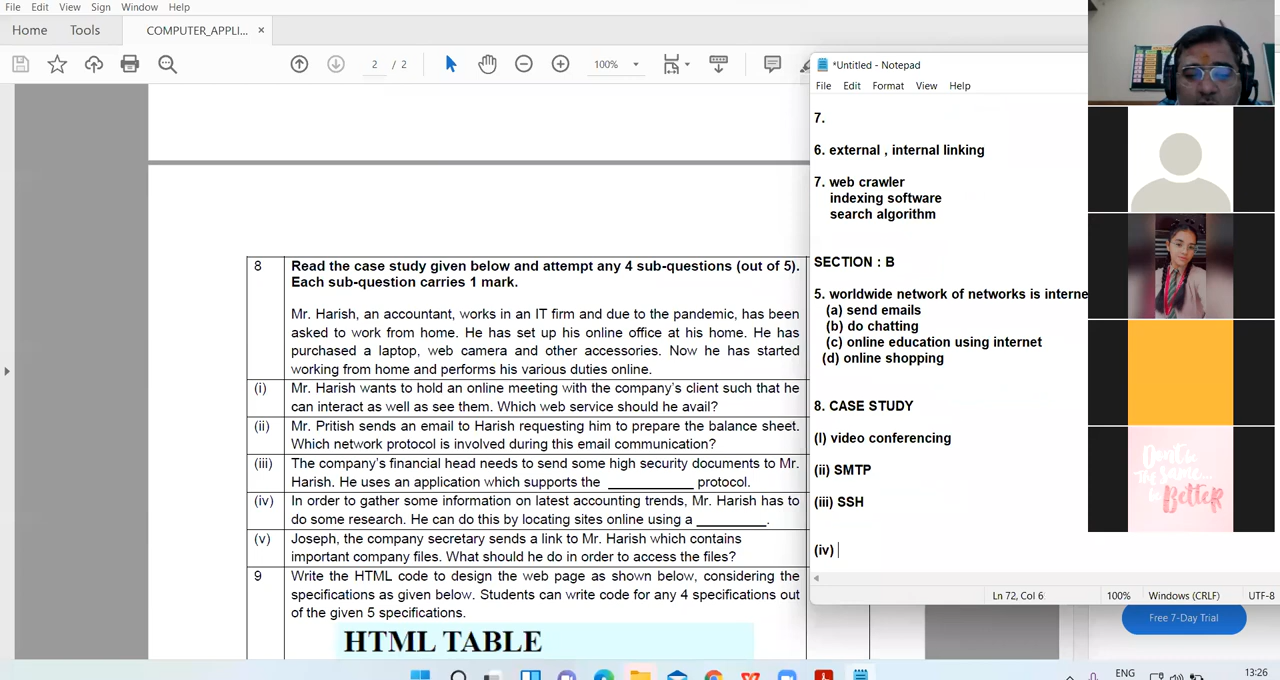 File Edit View Sign Window Help
Home Tools COMPUTER_APPLI... ×
2 / 2 100%
8 Read the case study given below and attempt any 4 sub-questions (out of 5).
Each sub-question carries 1 mark.
Mr. Harish, an accountant, works in an IT firm and due to the pandemic, has been
asked to work from home. He has set up his online office at his home. He has
purchased a laptop, web camera and other accessories. Now he has started
working from home and performs his various duties online.
(i) Mr. Harish wants to hold an online meeting with the company's client such that he
can interact as well as see them. Which web service should he avail?
(ii) Mr. Pritish sends an email to Harish requesting him to prepare the balance sheet.
Which network protocol is involved during this email communication?
(iii) The company's financial head needs to send some high security documents to Mr.
Harish. He uses an application which supports the ___________ protocol.
(iv) In order to gather some information on latest accounting trends, Mr. Harish has to
do some research. He can do this by locating sites online using a _________.
(v) Joseph, the company secretary sends a link to Mr. Harish which contains
important company files. What should he do in order to access the files?
9 Write the HTML code to design the web page as shown below, considering the
specifications as given below. Students can write code for any 4 specifications out
of the given 5 specifications.
HTML TABLE
*Untitled - Notepad
File Edit Format View Help
7.
6. external , internal linking
7. web crawler
indexing software
search algorithm
SECTION : B
5. worldwide network of networks is interne
(a) send emails
(b) do chatting
(c) online education using internet
(d) online shopping
8. CASE STUDY
(I) video conferencing
(ii) SMTP
(iii) SSH
(iv)
Ln 72, Col 6 100% Windows (CRLF) UTF-8
Don't be
the same...
be
Better
Free 7-Day Trial
ENG 13:26